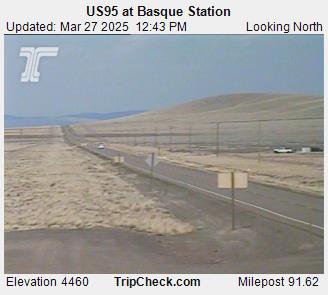 US95 at Basque Station
Updated: Mar 27 2025 12:43 PM Looking North
Elevation 4460 TripCheck.com Milepost 91.62